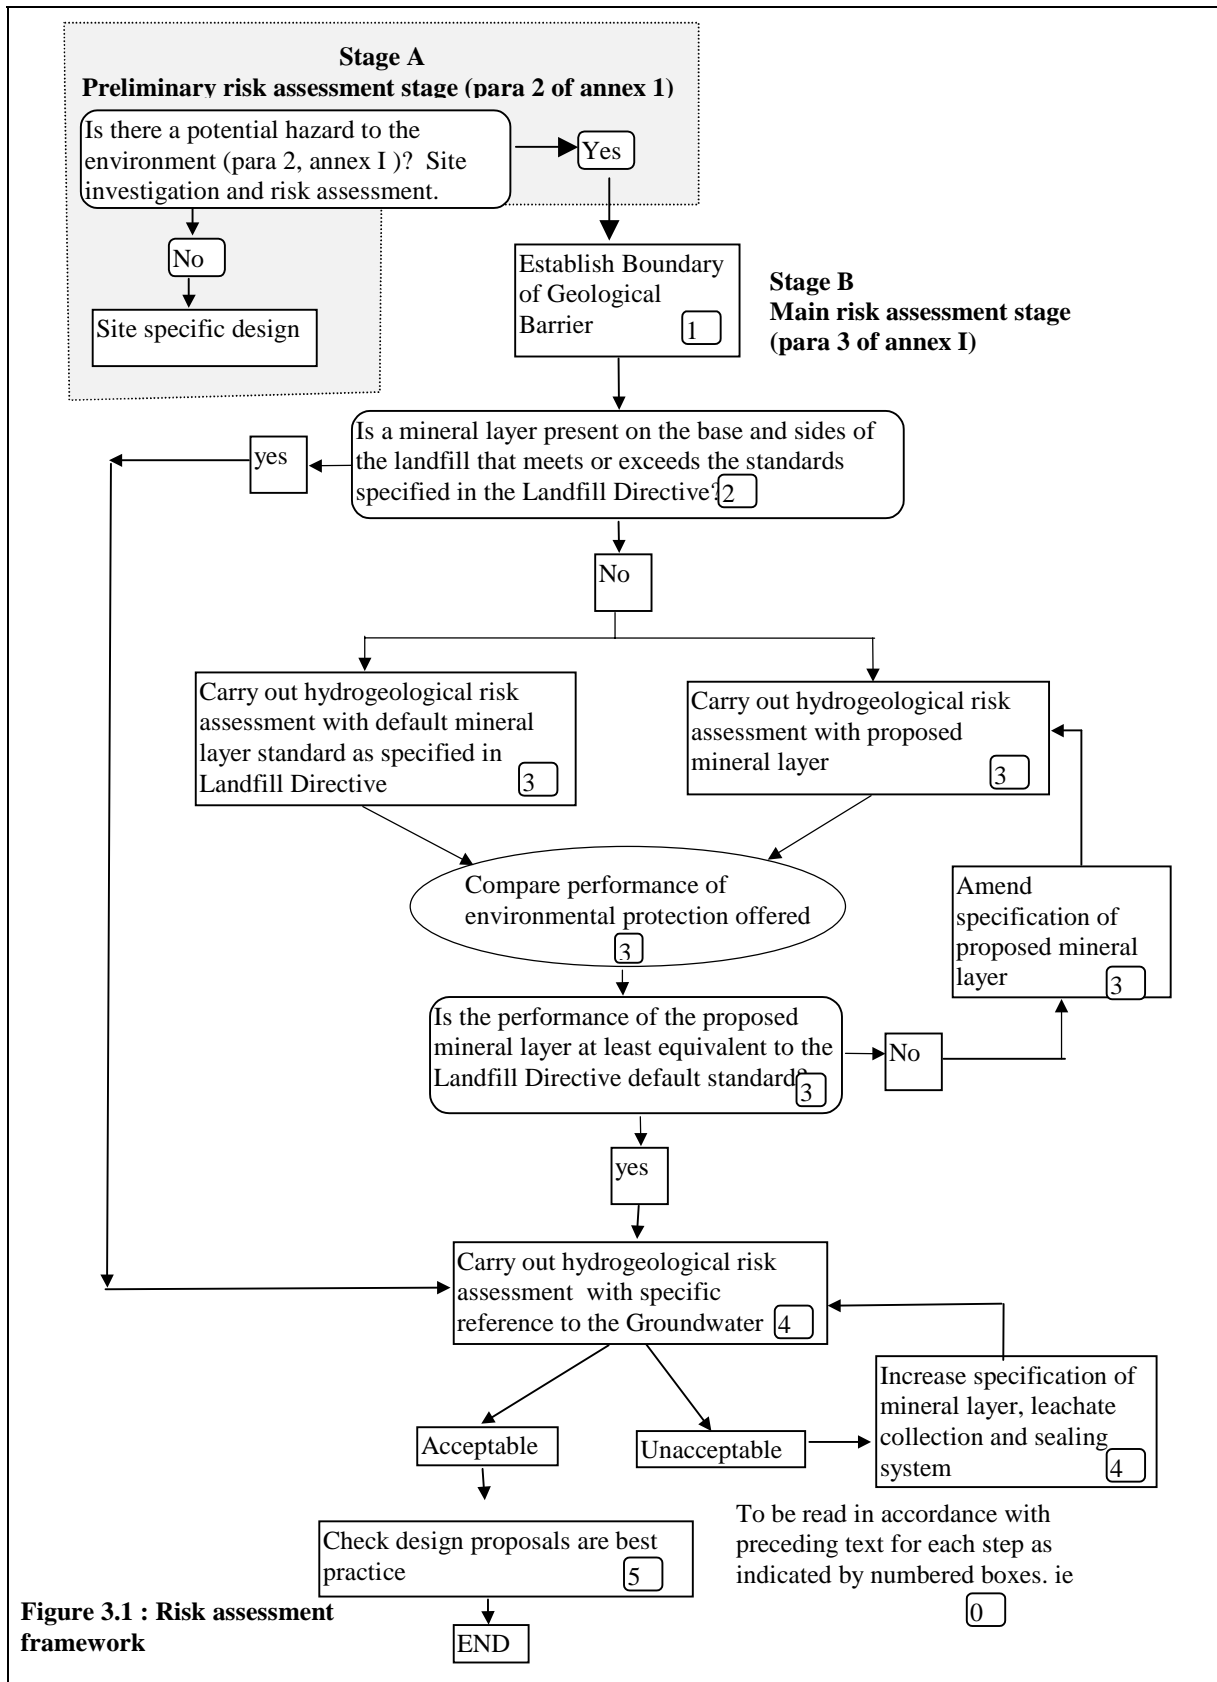 Stage A
Preliminary risk assessment stage (para 2 of annex 1)
Is there a potential hazard to the
environment (para 2, annex I )?  Site
investigation and risk assessment.
Yes
No
Site specific design
Establish Boundary
of Geological
Barrier
1
Stage B
Main risk assessment stage
(para 3 of annex I)
Is a mineral layer present on the base and sides of
the landfill that meets or exceeds the standards
specified in the Landfill Directive?
2
yes
No
Carry out hydrogeological risk
assessment with default mineral
layer standard as specified in
Landfill Directive
3
Carry out hydrogeological risk
assessment with proposed
mineral layer
3
Compare performance of
environmental protection offered
3
Amend
specification of
proposed mineral
layer
3
Is the performance of the proposed
mineral layer at least equivalent to the
Landfill Directive default standard?
3
No
yes
Carry out hydrogeological risk
assessment  with specific
reference to the Groundwater
4
Increase specification of
mineral layer, leachate
collection and sealing
system
4
Acceptable
Unacceptable
Check design proposals are best
practice
5
To be read in accordance with
preceding text for each step as
indicated by numbered boxes. ie
0
END
Figure 3.1 : Risk assessment
framework